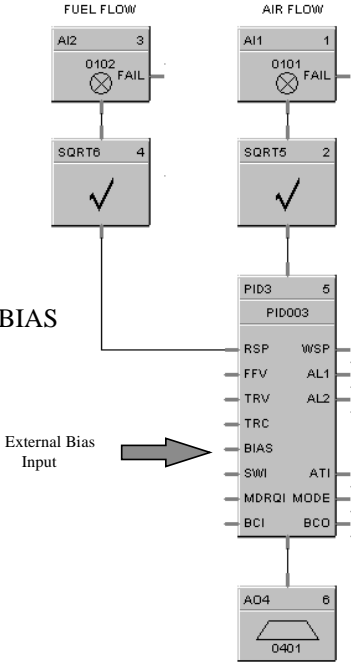 FUEL FLOW AIR FLOW
AI2 3 AI1 1
0102 FAIL 0101 FAIL
SQRT6 4 SQRT5 2
√ √
PID3 5
PID003
BIAS
RSP WSP
FFV AL1
TRV AL2
TRC
External Bias
Input
BIAS
SWI ATI
MDRQI MODE
BCI BCO
AO4 6
0401